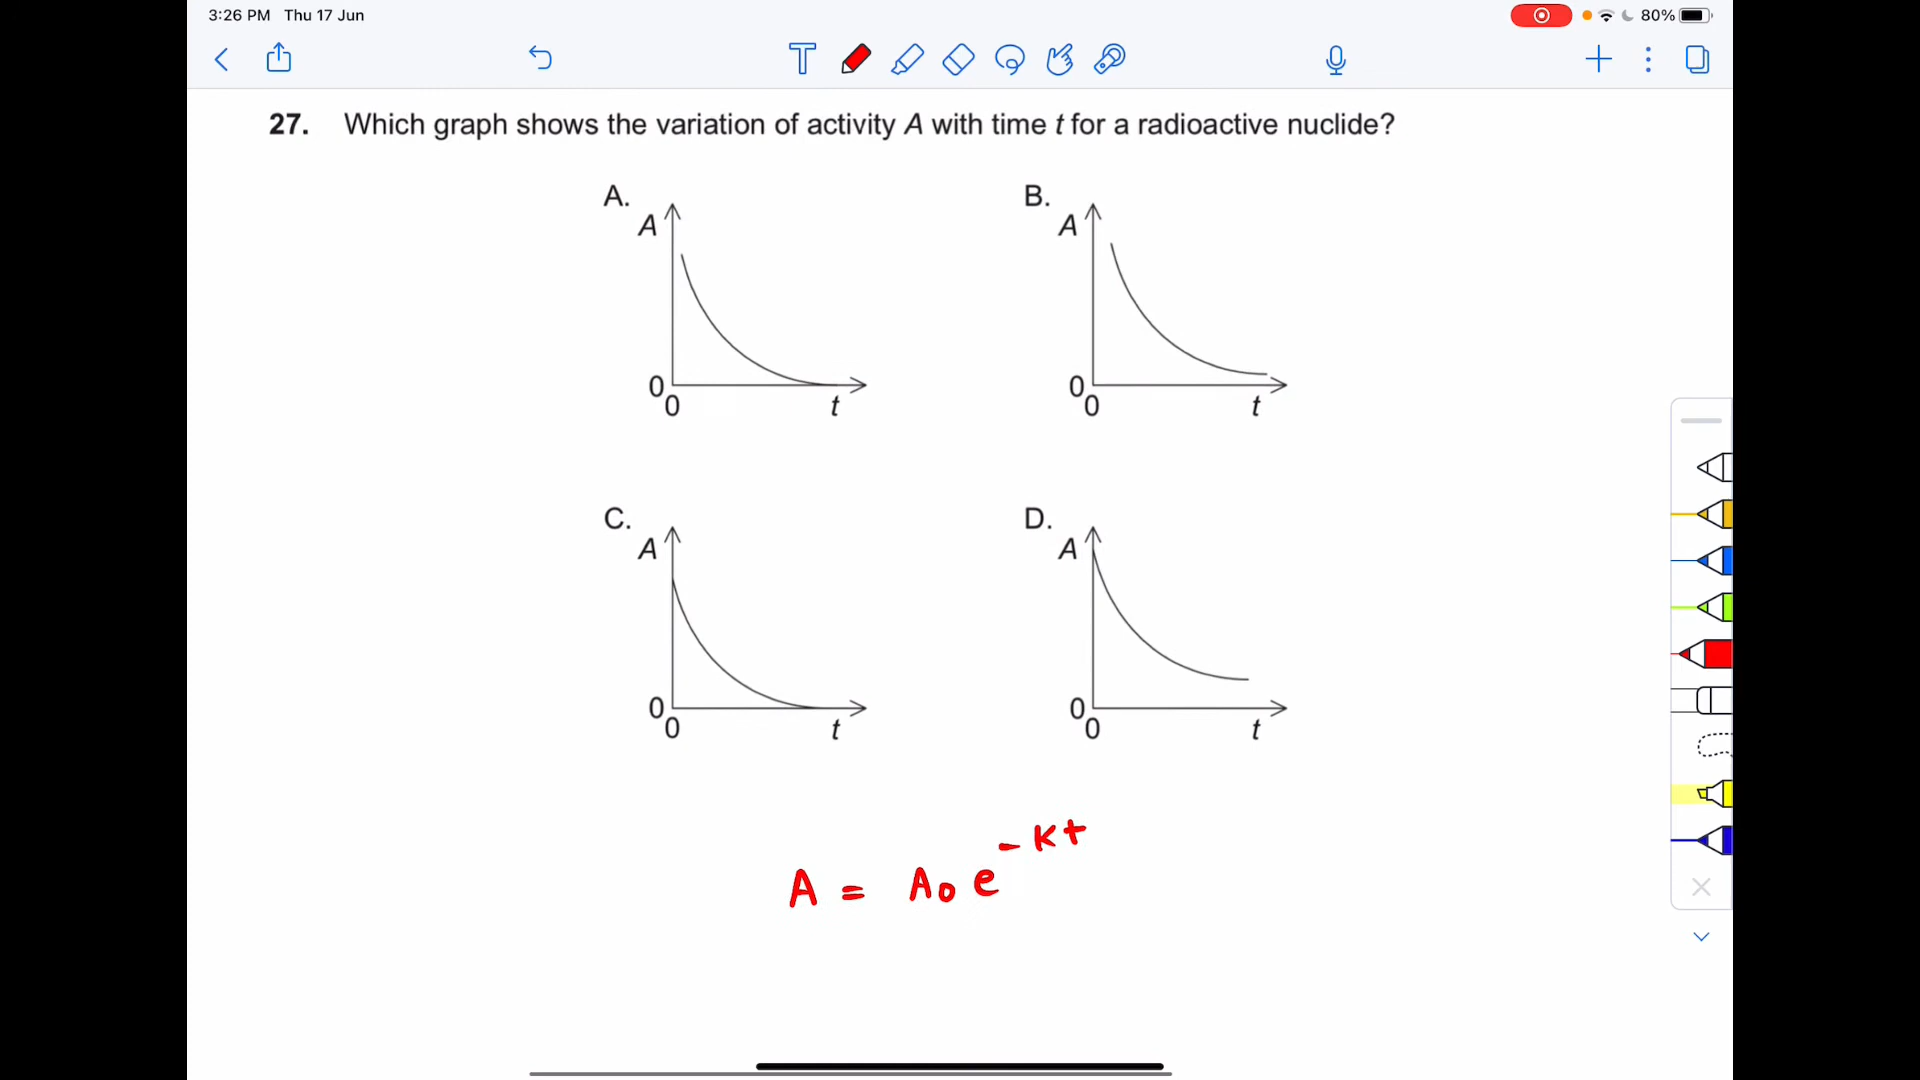 3:26 PM Thu 17 Jun
80%
T
27. Which graph shows the variation of activity A with time t for a radioactive nuclide?
A.
A
0
0
t
B.
A
0
0
t
C.
A
0
0
t
D.
A
0
0
t
A = A₀ e^-Kt